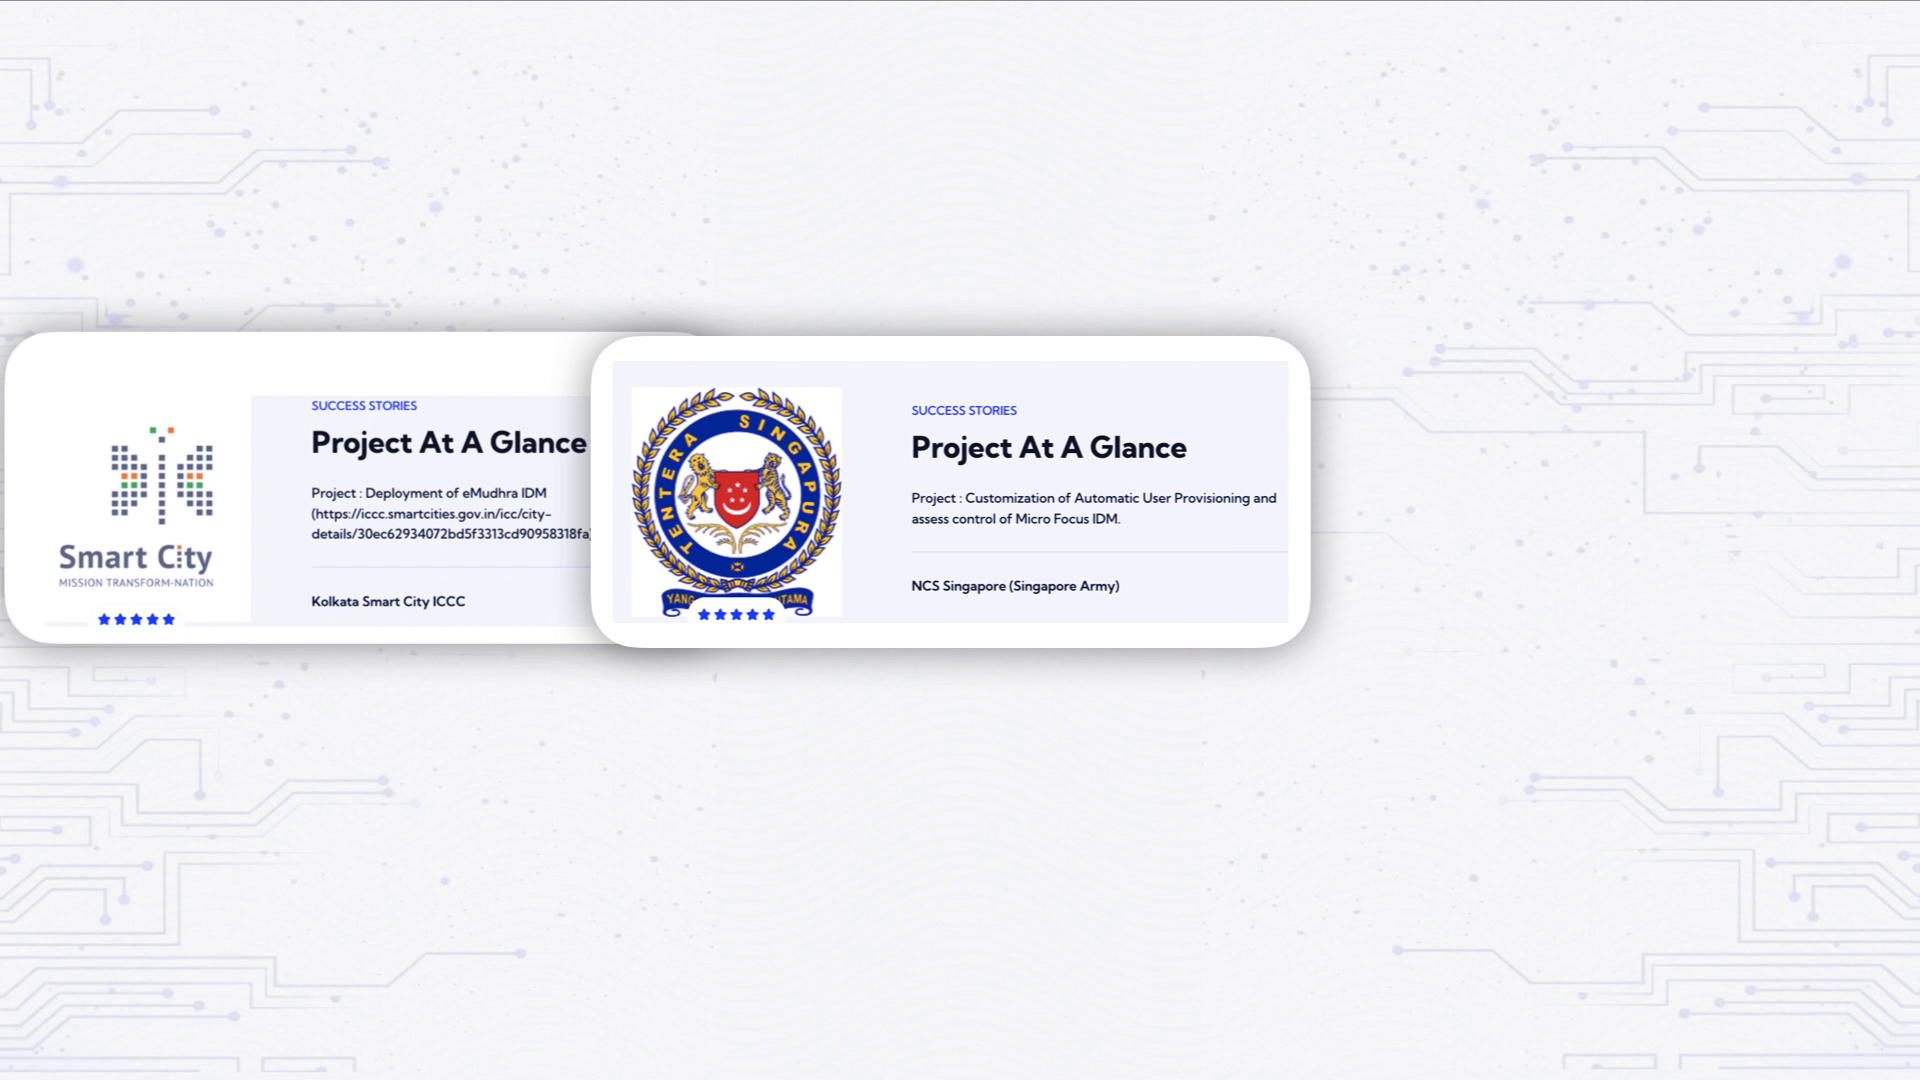 SUCCESS STORIES
Project At A Glance
Project : Deployment of eMudhra IDM
(https://iccc.smartcities.gov.in/icc/city-
details/30ec62934072bd5f3313cd90958318fa)
Kolkata Smart City ICCC
Smart City
MISSION TRANSFORM-NATION
SUCCESS STORIES
Project At A Glance
Project : Customization of Automatic User Provisioning and
assess control of Micro Focus IDM.
NCS Singapore (Singapore Army)
TENTERA SINGAPURA
YANG